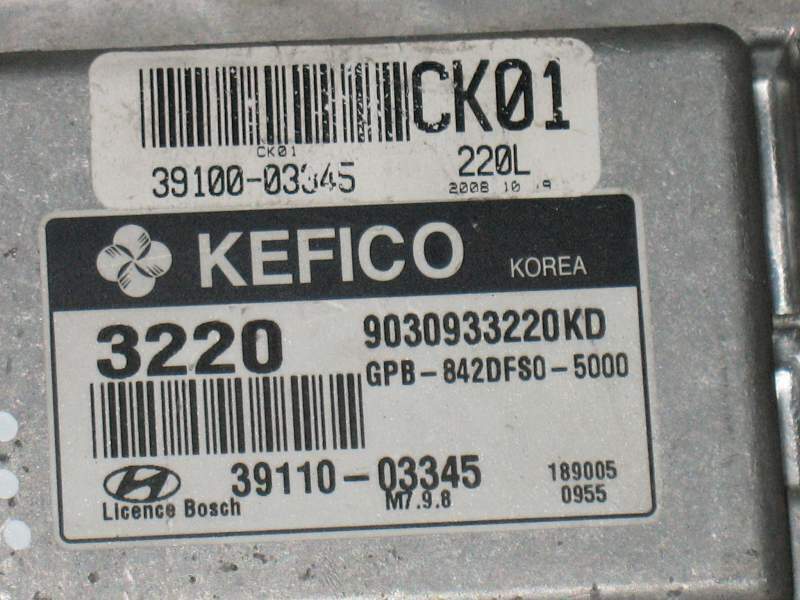 CK01
CK01
39100-03345 220L
2008 10
KEFICO KOREA
3220 9030933220KD
GPB-842DFS0-5000
39110-03345 189005
Licence Bosch M7.9.8 0955